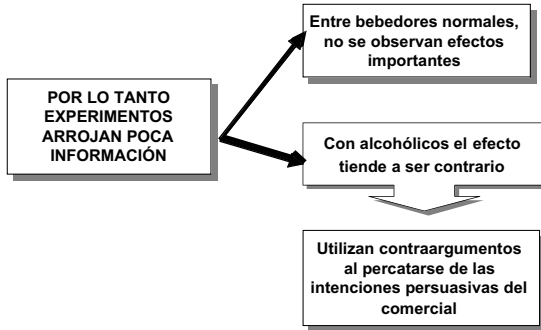 Entre bebedores normales,
no se observan efectos
importantes
POR LO TANTO
EXPERIMENTOS
ARROJAN POCA
INFORMACIÓN
Con alcohólicos el efecto
tiende a ser contrario
Utilizan contraargumentos
al percatarse de las
intenciones persuasivas del
comercial